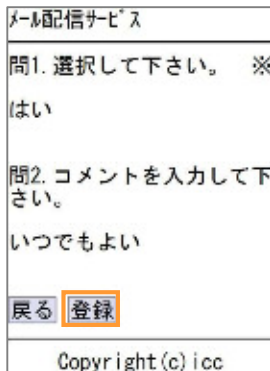 ﾒｰﾙ配信ｻｰﾋﾞｽ
問1. 選択して下さい。　※
はい
問2. コメントを入力して下
さい。
いつでもよい
戻る 登録
Copyright(c)icc